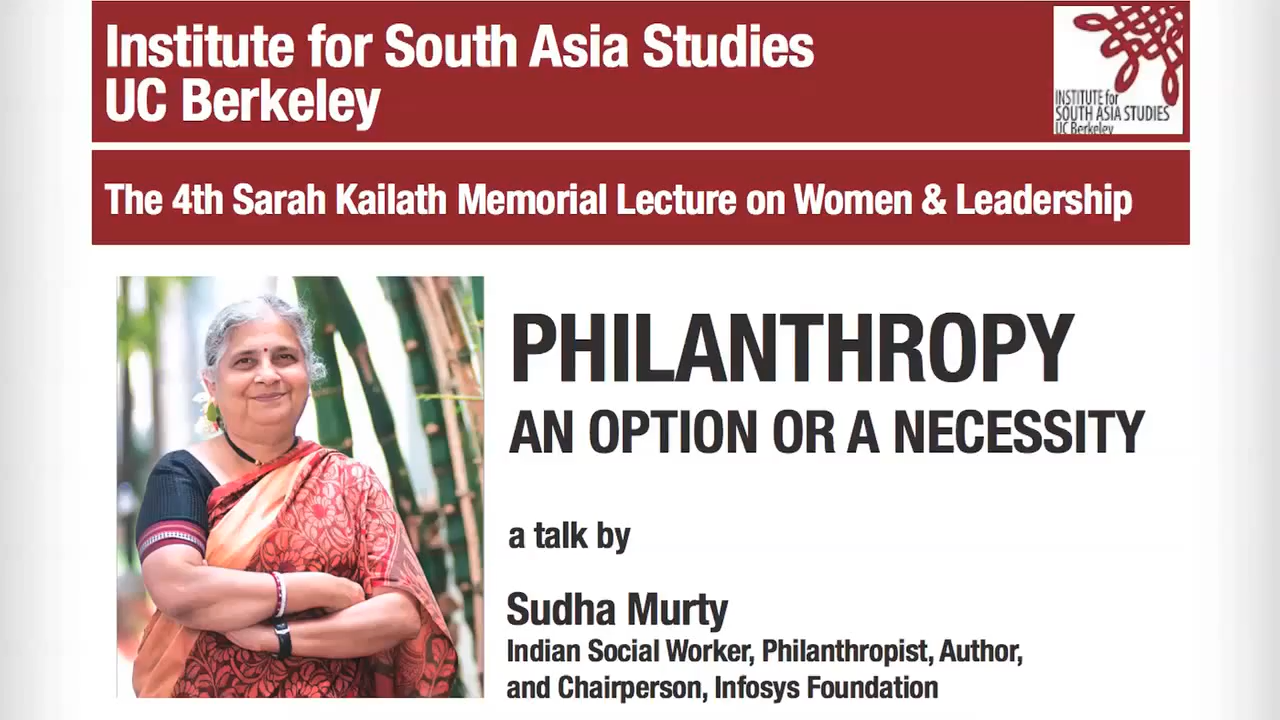 Institute for South Asia Studies
UC Berkeley
INSTITUTE for
SOUTH ASIA STUDIES
UC Berkeley
The 4th Sarah Kailath Memorial Lecture on Women & Leadership
PHILANTHROPY
AN OPTION OR A NECESSITY
a talk by
Sudha Murty
Indian Social Worker, Philanthropist, Author,
and Chairperson, Infosys Foundation